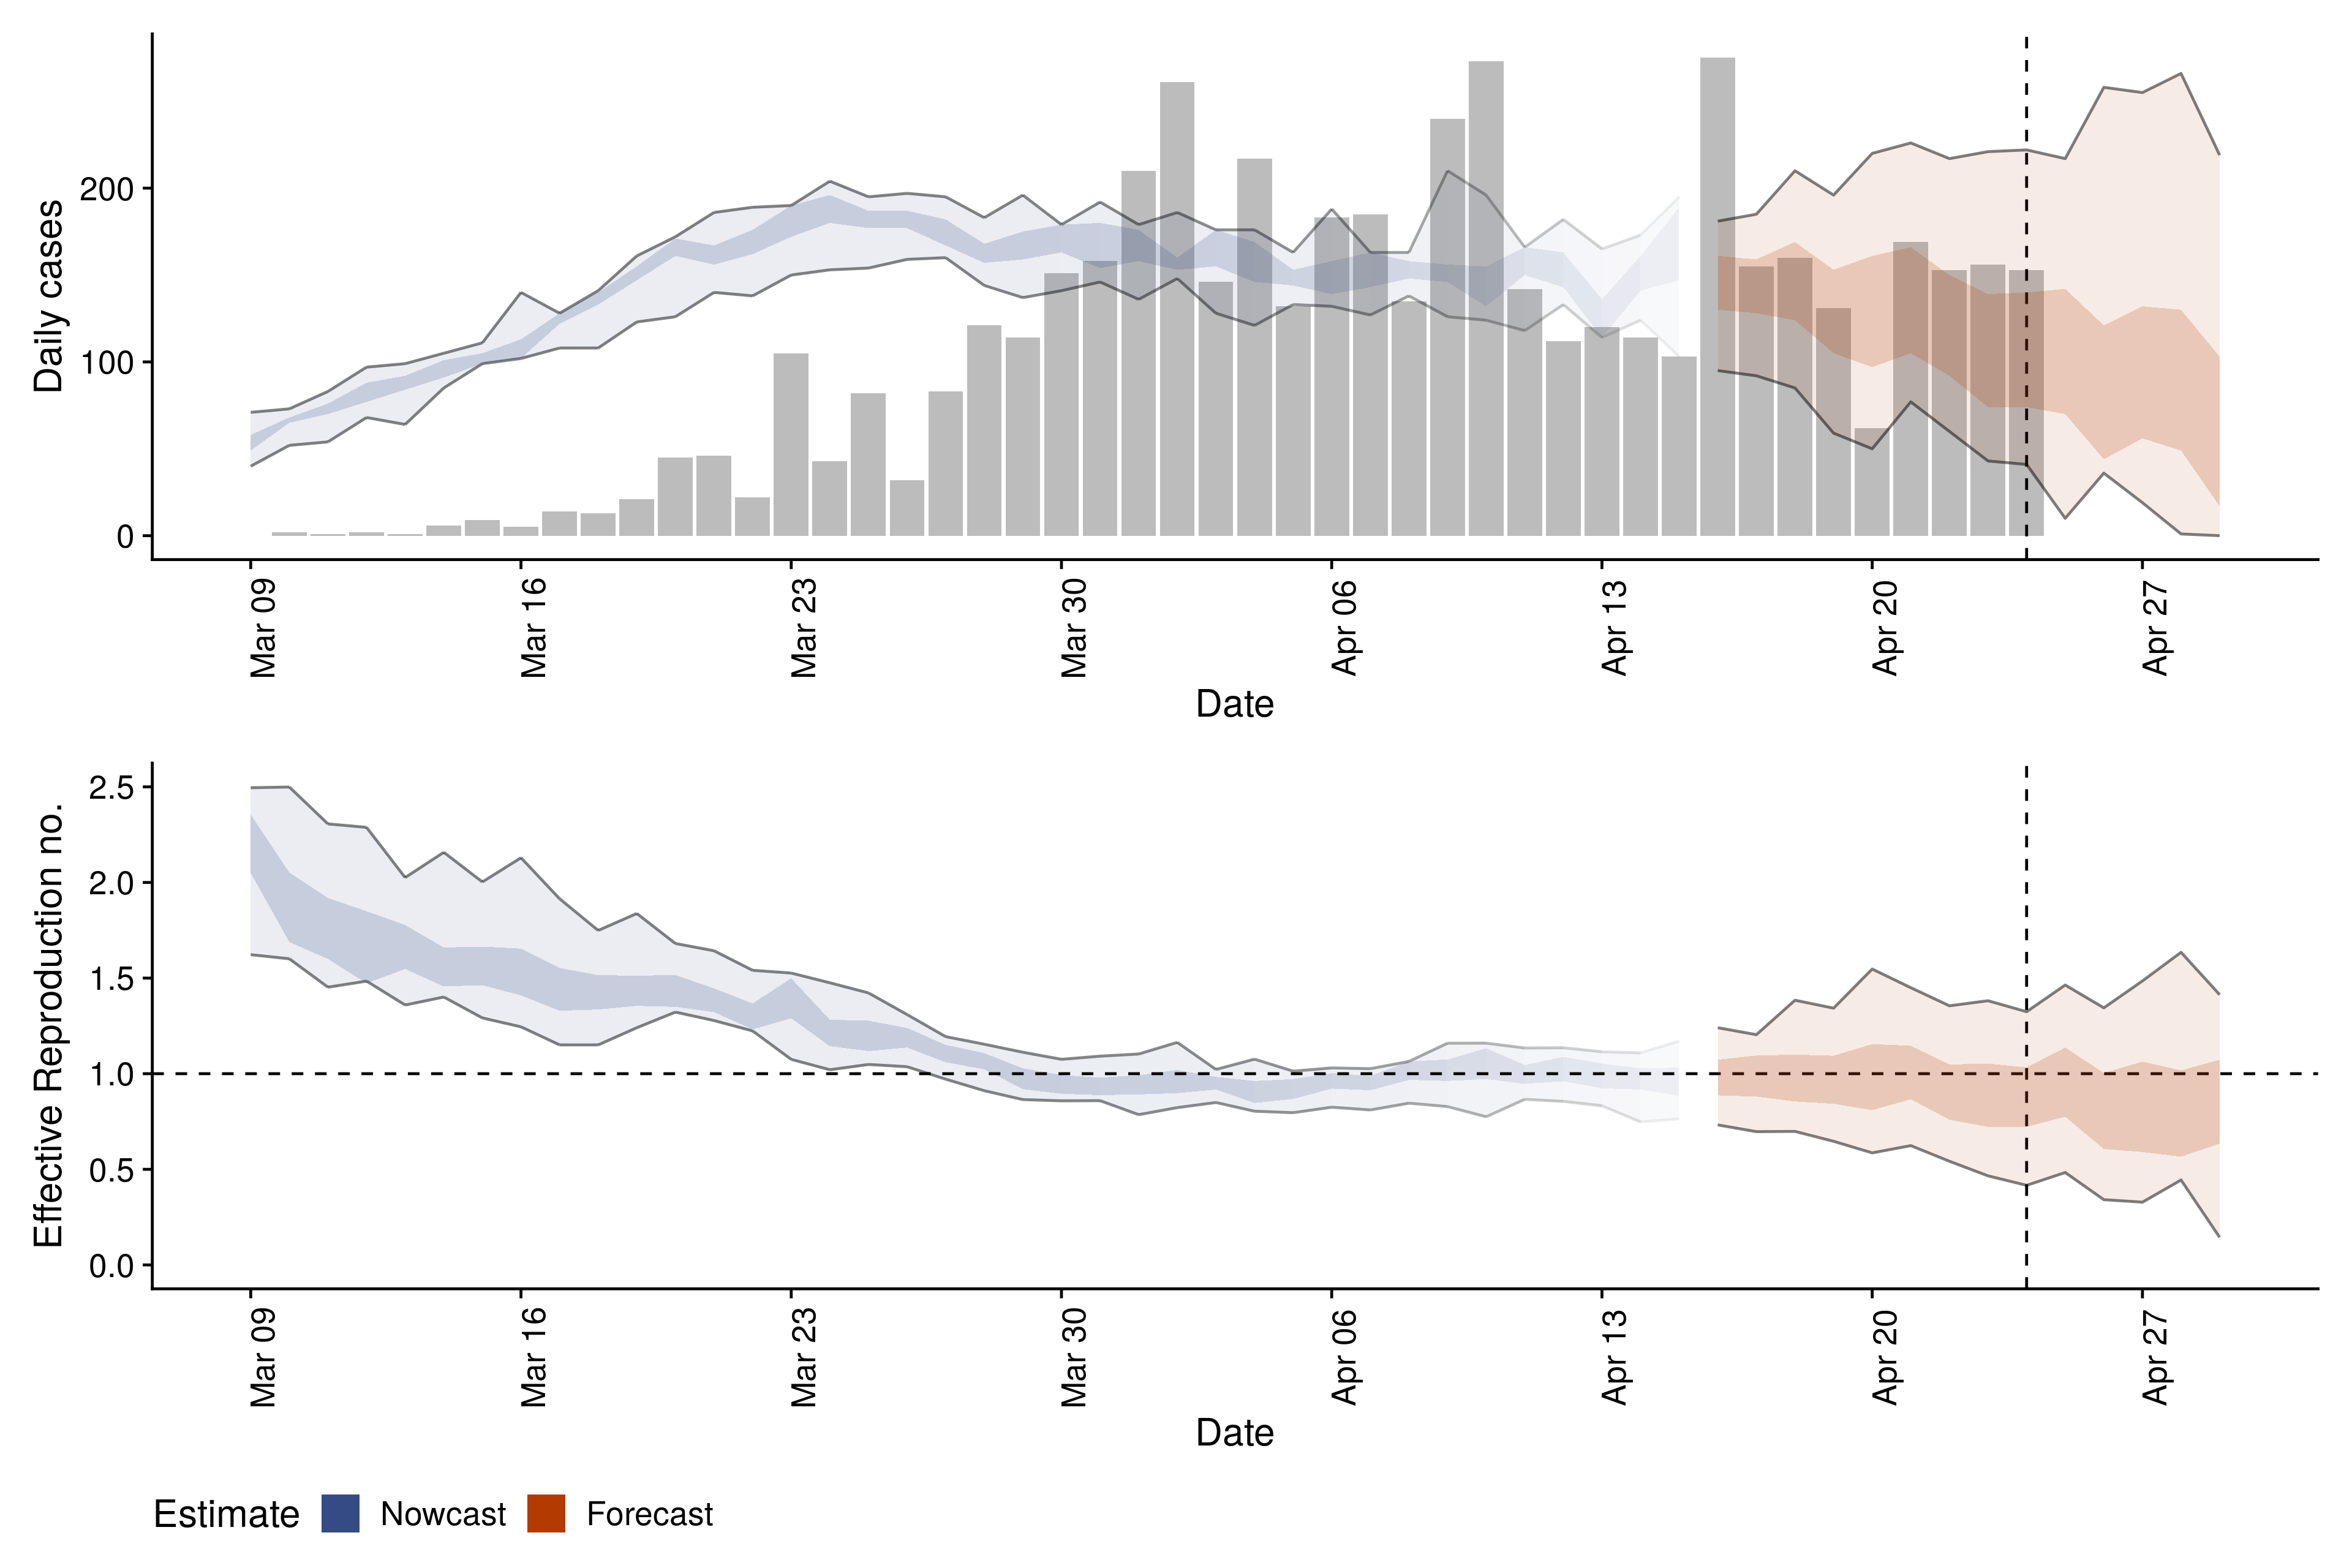 Daily cases
200
100
0
Mar 09
Mar 16
Mar 23
Mar 30
Apr 06
Apr 13
Apr 20
Apr 27
Date
Effective Reproduction no.
2.5
2.0
1.5
1.0
0.5
0.0
Mar 09
Mar 16
Mar 23
Mar 30
Apr 06
Apr 13
Apr 20
Apr 27
Date
Estimate Nowcast Forecast